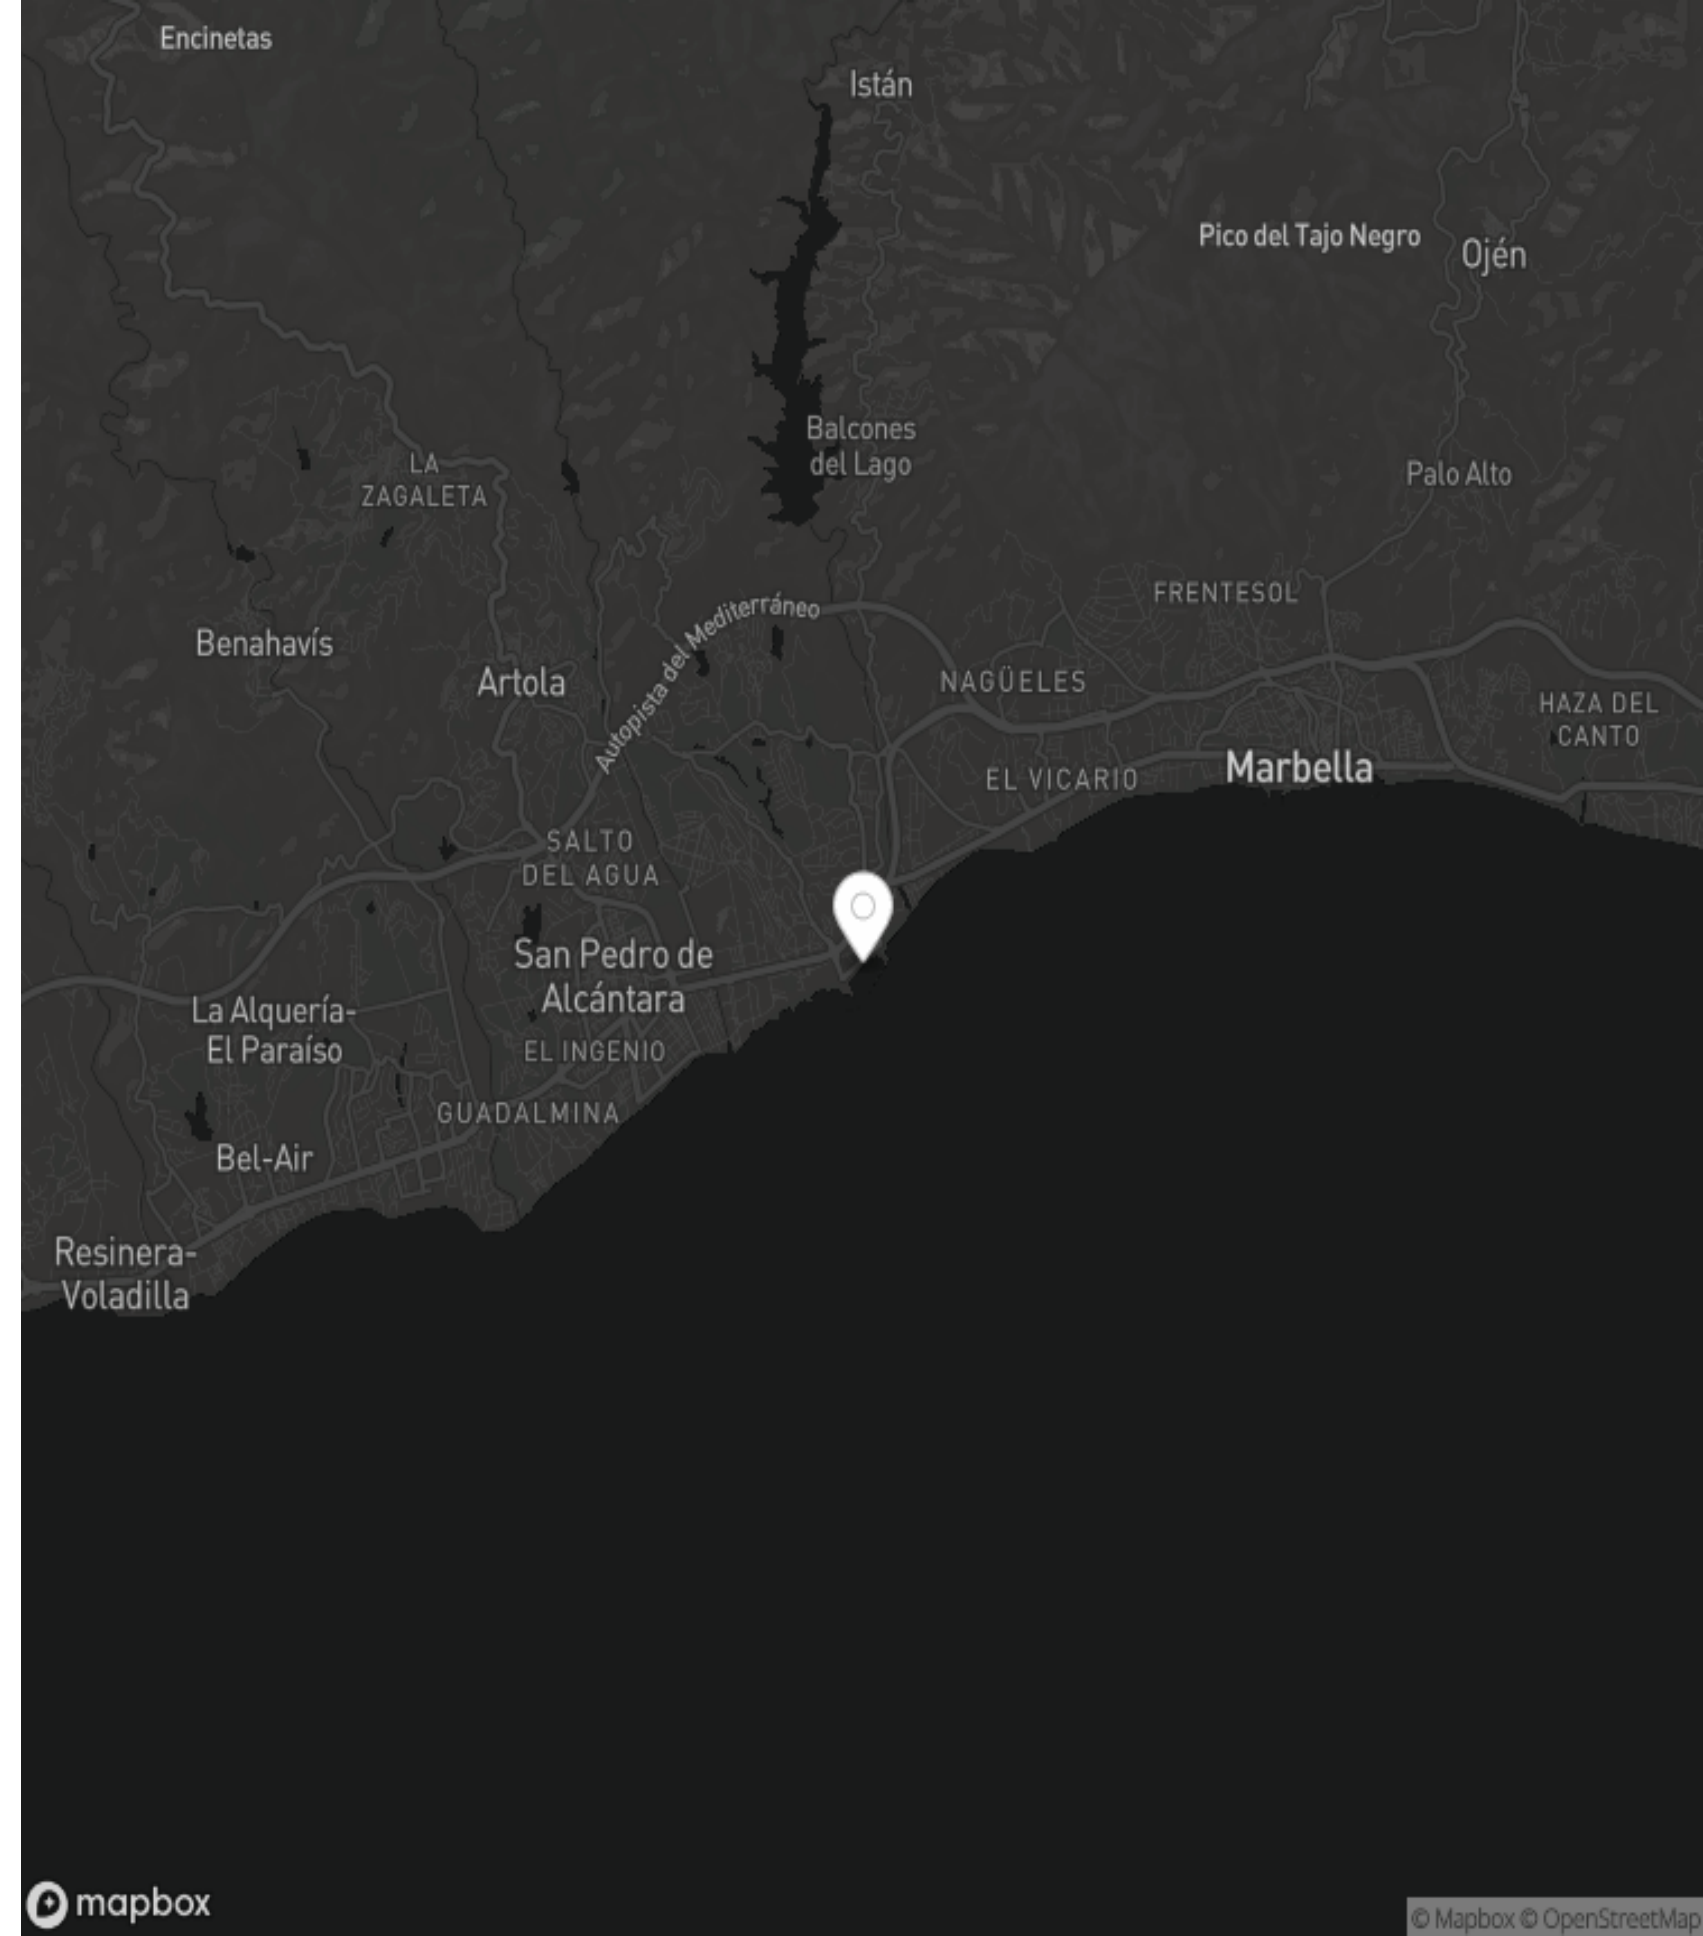 Encinetas
Istán
Pico del Tajo Negro
Ojén
Balcones
del Lago
LA
ZAGALETA
Palo Alto
FRENTESOL
Autopista del Mediterráneo
Benahavís
Artola
NAGÜELES
HAZA DEL
CANTO
EL VICARIO
Marbella
SALTO
DEL AGUA
San Pedro de
Alcántara
La Alquería-
El Paraíso
EL INGENIO
GUADALMINA
Bel-Air
Resinera-
Voladilla
mapbox
© Mapbox © OpenStreetMap